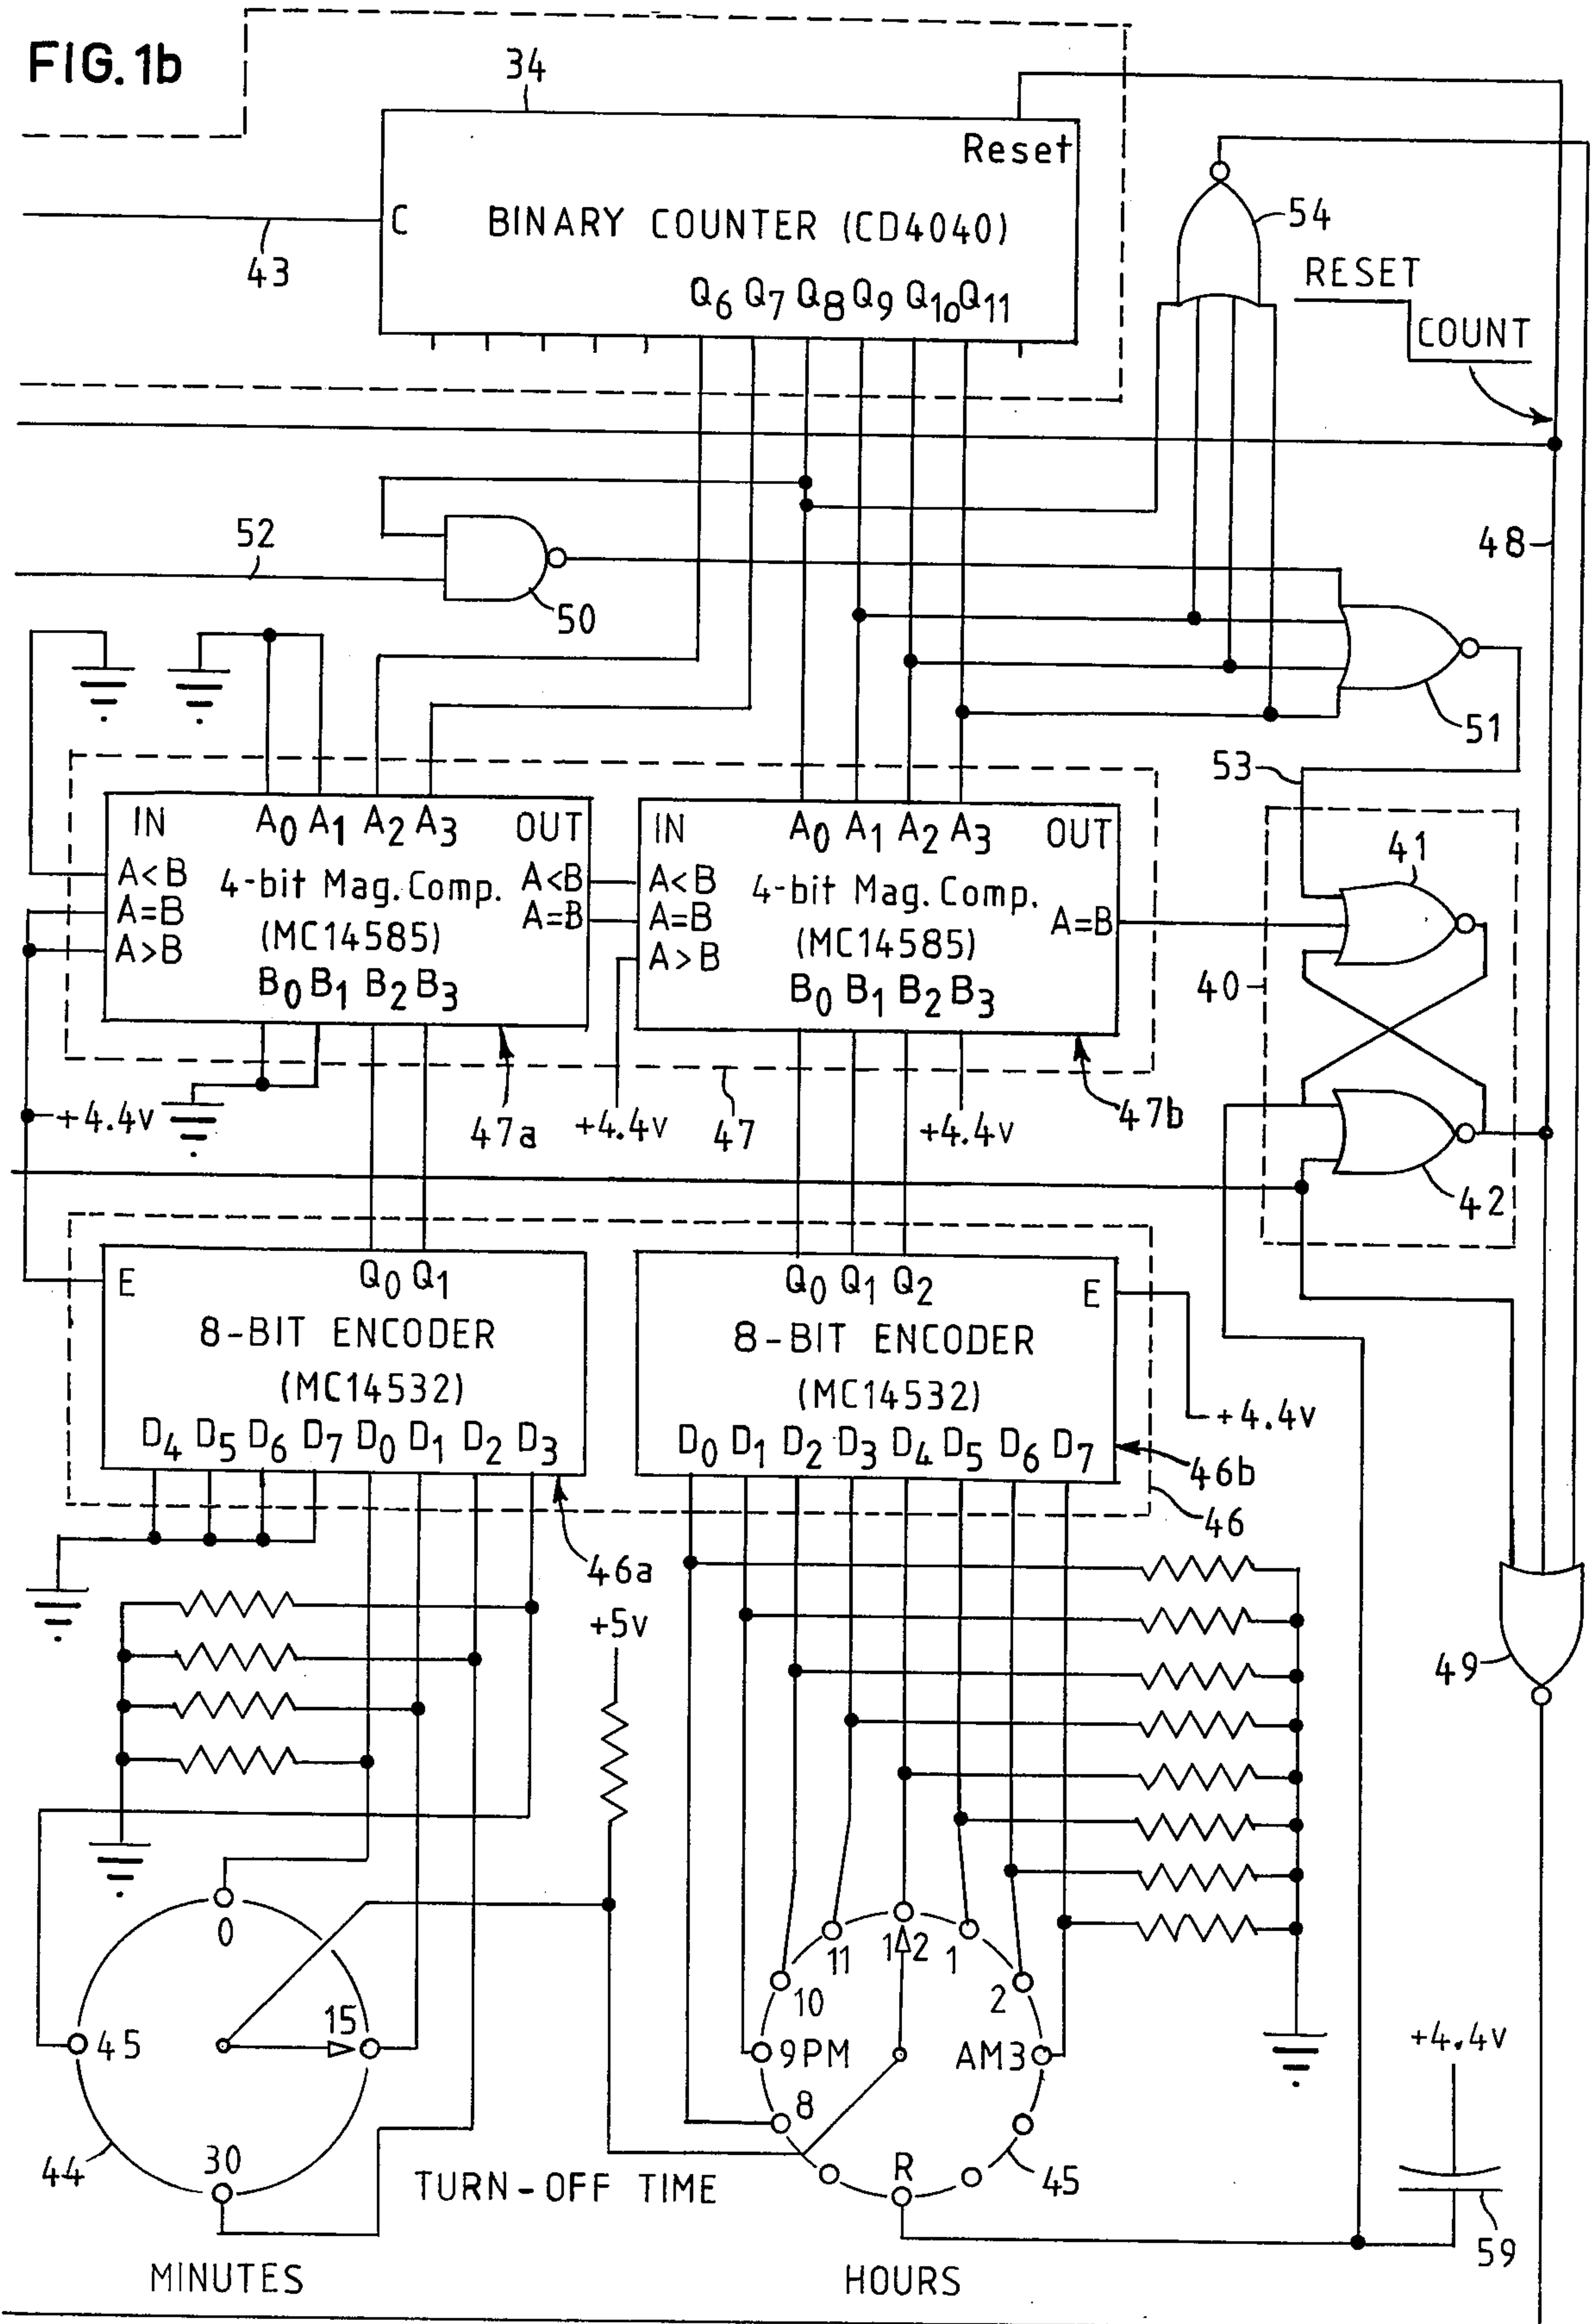 FIG. 1b
34
Reset
C BINARY COUNTER (CD4040)
43
Q6 Q7 Q8 Q9 Q10 Q11
54
RESET
COUNT
52
48
50
51
53
IN A0 A1 A2 A3 OUT
A<B 4-bit Mag. Comp. A<B
A=B (MC14585) A=B
A>B
B0 B1 B2 B3
IN A0 A1 A2 A3 OUT
A<B 4-bit Mag. Comp.
A=B (MC14585) A=B
A>B
B0 B1 B2 B3
41
40
+4.4v
47a
+4.4v
47
+4.4v
47b
42
E Q0 Q1
8-BIT ENCODER
(MC14532)
D4 D5 D6 D7 D0 D1 D2 D3
Q0 Q1 Q2 E
8-BIT ENCODER
(MC14532)
D0 D1 D2 D3 D4 D5 D6 D7
+4.4v
46b
46
46a
+5v
49
0
15
45
30
44
11
12
1
10
2
9PM
AM3
8
R
45
+4.4v
59
TURN-OFF TIME
MINUTES
HOURS